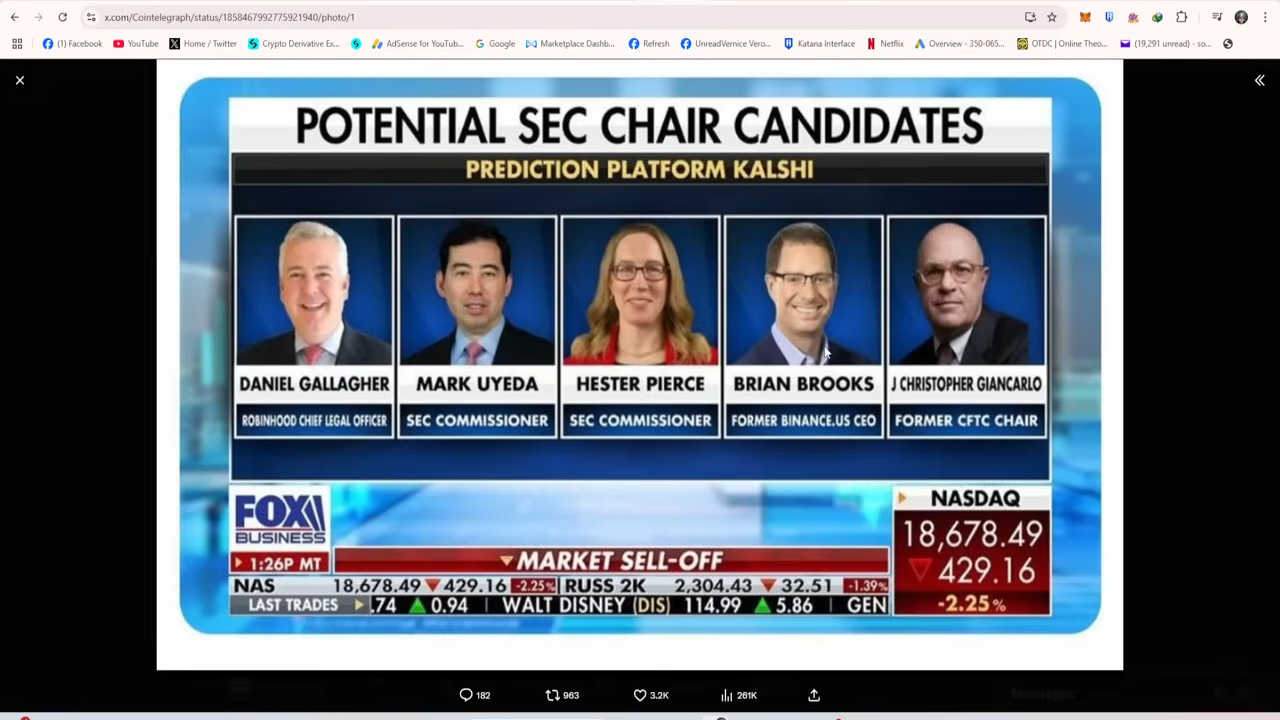 x.com/Cointelegraph/status/1858467992775921940/photo/1
(1) Facebook YouTube Home / Twitter Crypto Derivative Ex... AdSense for YouTub... Google Marketplace Dashb... Refresh UnreadVernice Vero... Katana Interface Netflix Overview - 350-065... OTDC | Online Theo... (19,291 unread) - so...
POTENTIAL SEC CHAIR CANDIDATES
PREDICTION PLATFORM KALSHI
DANIEL GALLAGHER MARK UYEDA HESTER PIERCE BRIAN BROOKS J CHRISTOPHER GIANCARLO
ROBINHOOD CHIEF LEGAL OFFICER SEC COMMISSIONER SEC COMMISSIONER FORMER BINANCE.US CEO FORMER CFTC CHAIR
FOX BUSINESS
1:26P MT
MARKET SELL-OFF
NAS 18,678.49 429.16 -2.25% RUSS 2K 2,304.43 32.51 -1.39%
LAST TRADES .74 0.94 | WALT DISNEY (DIS) 114.99 5.86 | GEN
NASDAQ
18,678.49
429.16
-2.25%
182 963 3.2K 261K